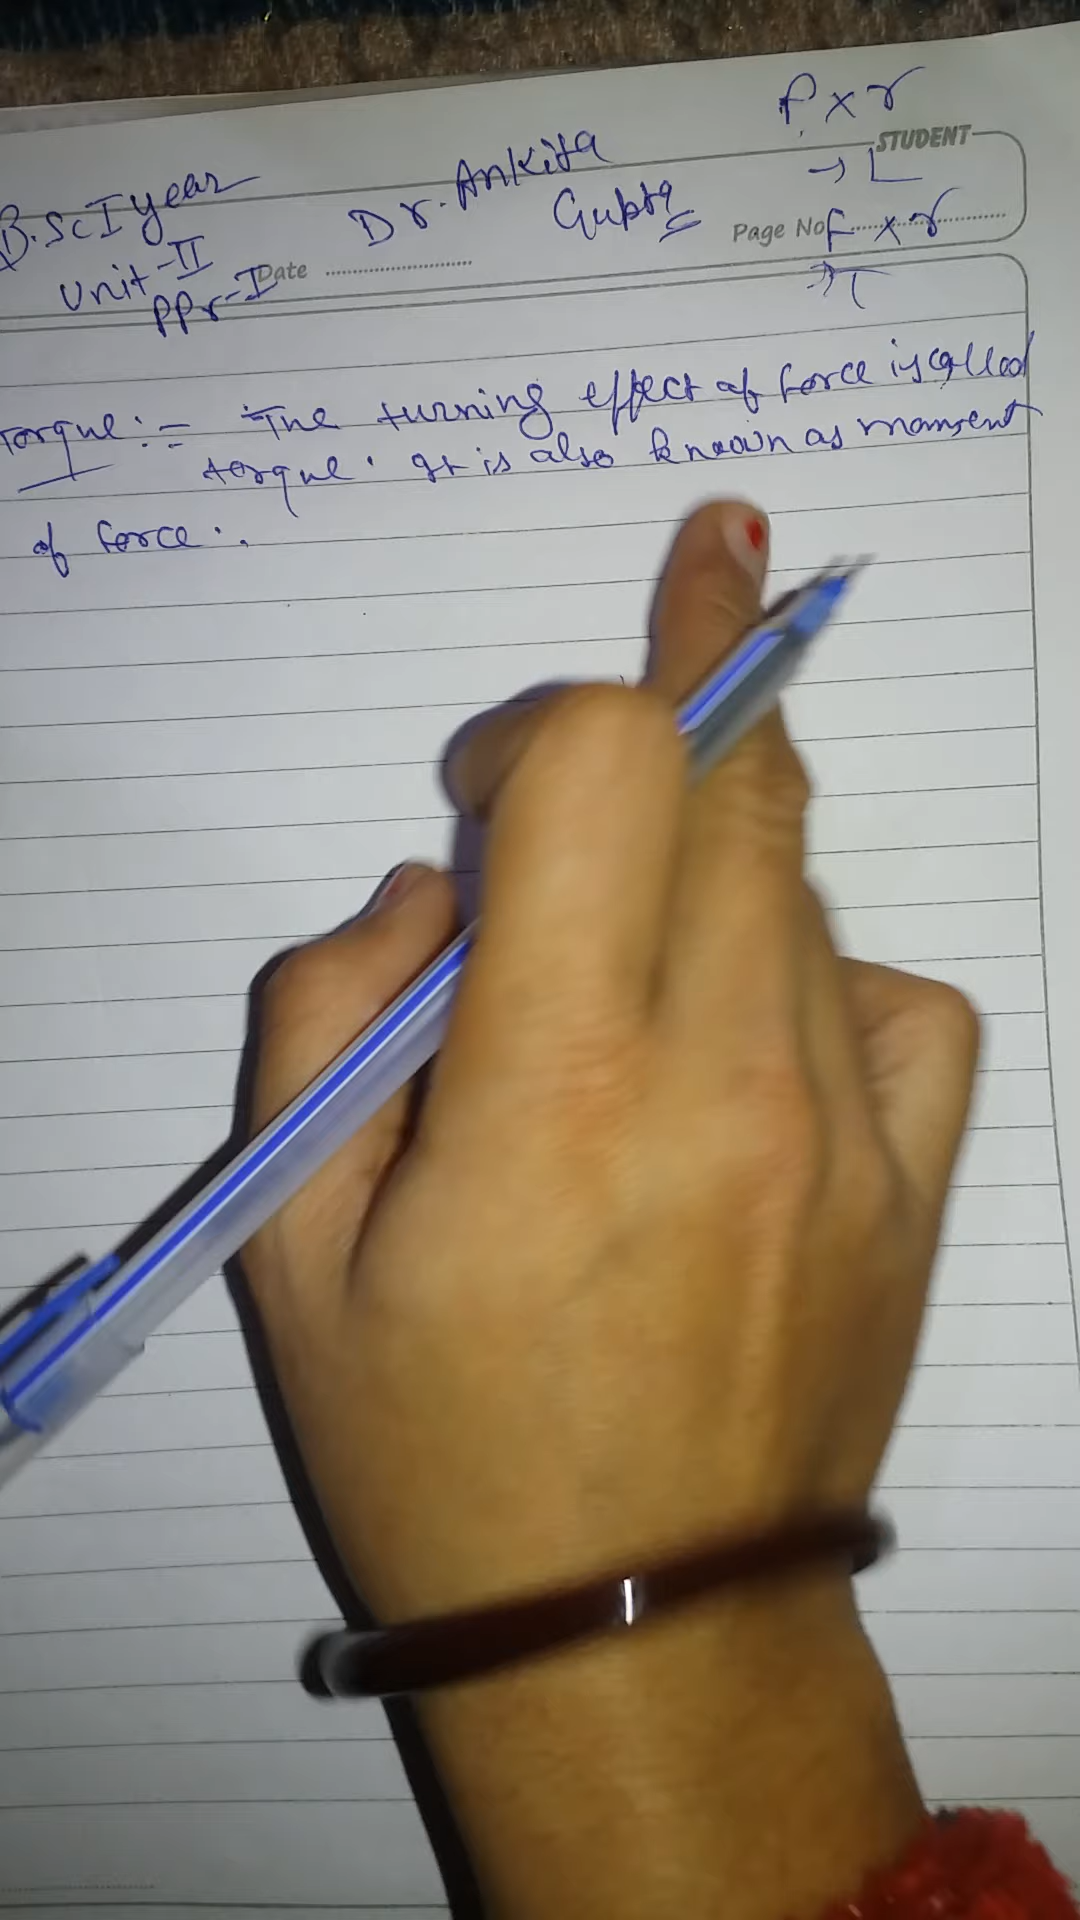 P x r
STUDENT
→ L
B.Sc I year
Dr. Ankita
Gupta
Page No.
F x r
Unit-II
Date
→ τ
PPr-I
Torque :- The turning effect of force is called
torque. It is also known as moment
of force.